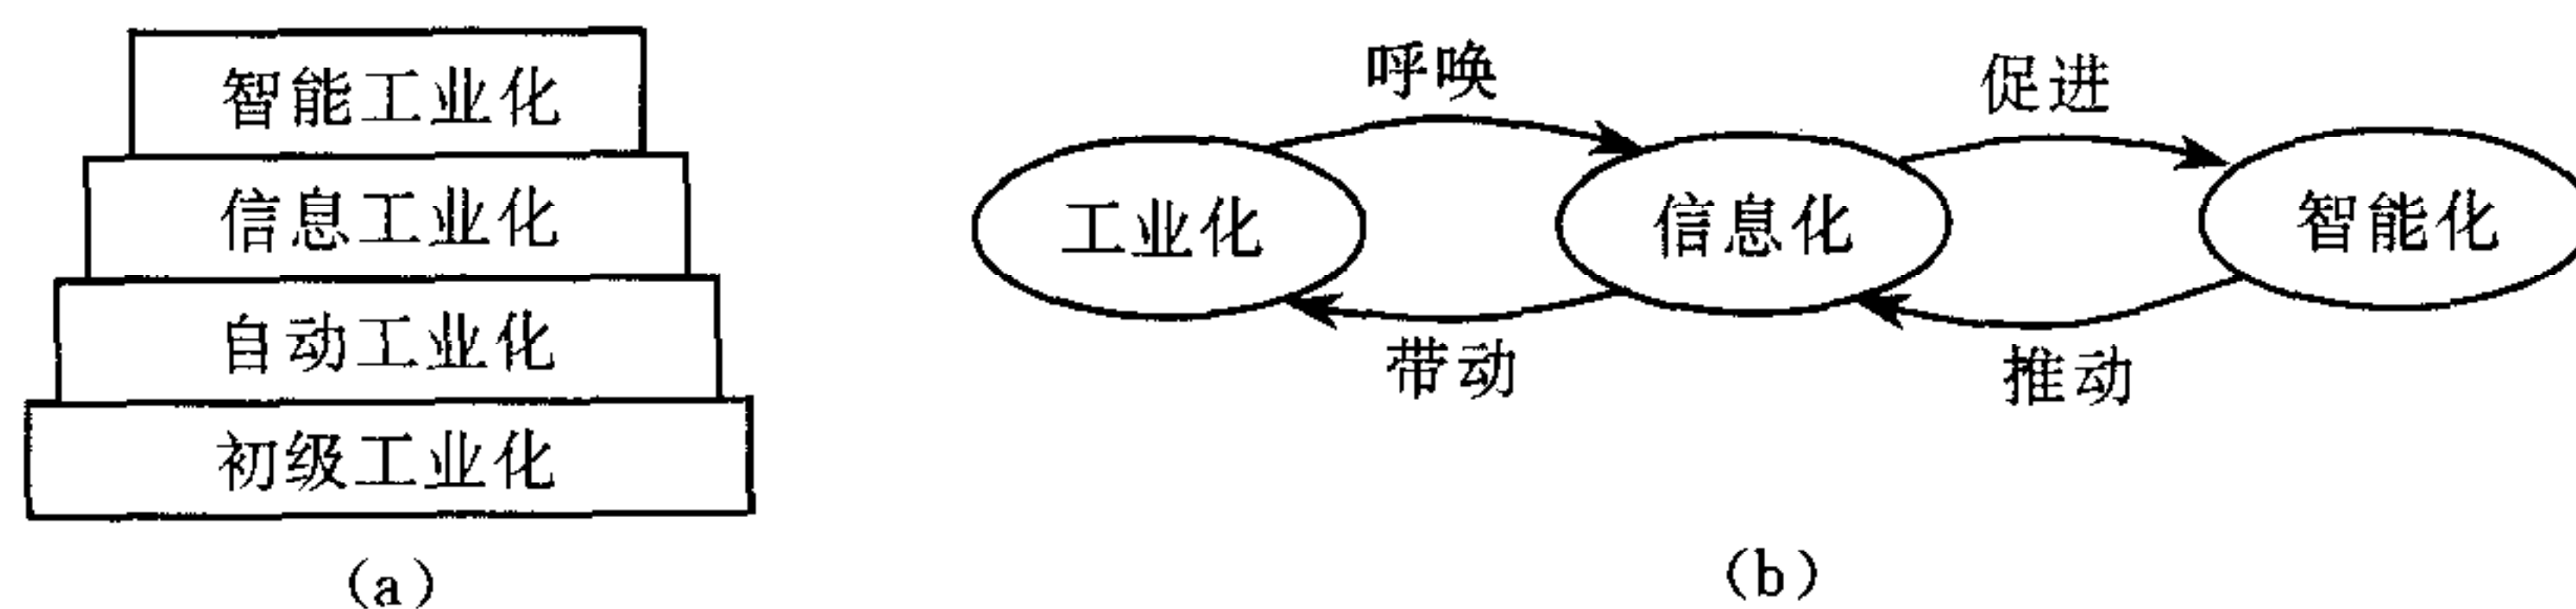 智能工业化
信息工业化
自动工业化
初级工业化
(a)
呼唤
促进
工业化
信息化
智能化
带动
推动
(b)